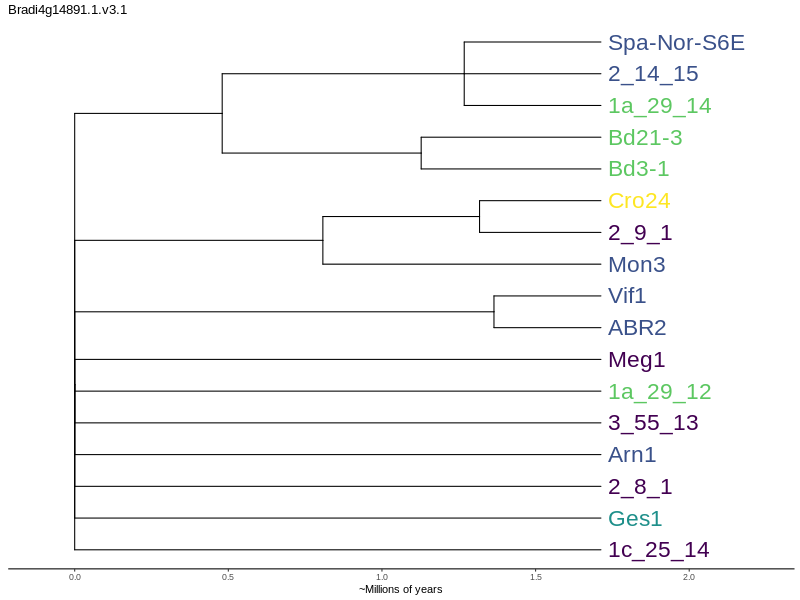 Bradi4g14891.1.v3.1
Spa-Nor-S6E
2_14_15
1a_29_14
Bd21-3
Bd3-1
Cro24
2_9_1
Mon3
Vif1
ABR2
Meg1
1a_29_12
3_55_13
Arn1
2_8_1
Ges1
1c_25_14
0.0 0.5 1.0 1.5 2.0
~Millions of years